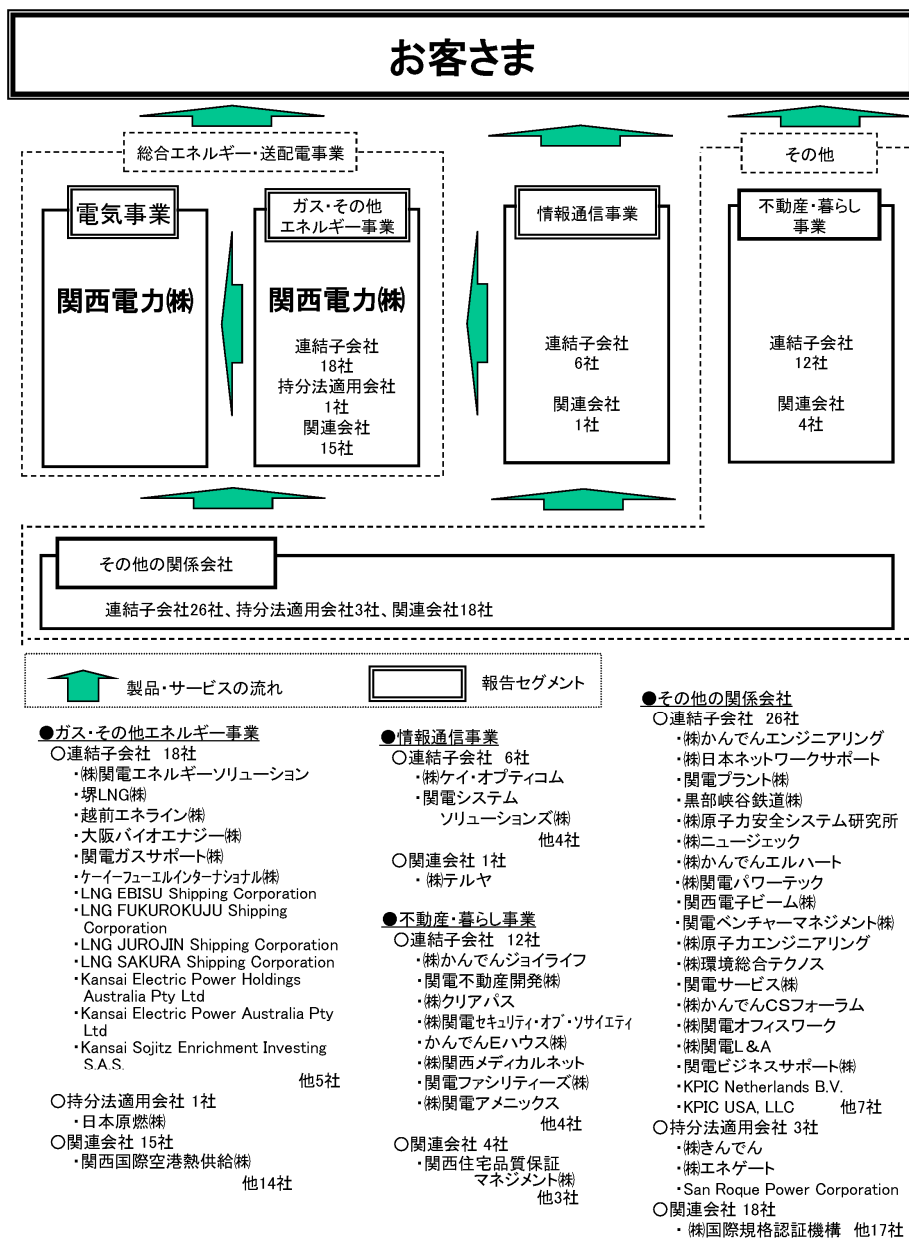 お客さま
総合エネルギー・送配電事業
その他
電気事業
関西電力㈱
ガス・その他
エネルギー事業
関西電力㈱
連結子会社
18社
持分法適用会社
1社
関連会社
15社
情報通信事業
連結子会社
6社
関連会社
1社
不動産・暮らし
事業
連結子会社
12社
関連会社
4社
その他の関係会社
連結子会社26社、持分法適用会社3社、関連会社18社
製品・サービスの流れ
報告セグメント
●ガス・その他エネルギー事業
○連結子会社 18社
・㈱関電エネルギーソリューション
・堺LNG㈱
・越前エネライン㈱
・大阪バイオエナジー㈱
・関電ガスサポート㈱
・ケーイーフューエルインターナショナル㈱
・LNG EBISU Shipping Corporation
・LNG FUKUROKUJU Shipping
Corporation
・LNG JUROJIN Shipping Corporation
・LNG SAKURA Shipping Corporation
・Kansai Electric Power Holdings
Australia Pty Ltd
・Kansai Electric Power Australia Pty
Ltd
・Kansai Sojitz Enrichment Investing
S.A.S.
他5社
○持分法適用会社 1社
・日本原燃㈱
○関連会社 15社
・関西国際空港熱供給㈱
他14社
●情報通信事業
○連結子会社 6社
・㈱ケイ・オプティコム
・関電システム
ソリューションズ㈱
他4社
○関連会社 1社
・㈱テルヤ
●不動産・暮らし事業
○連結子会社 12社
・㈱かんでんジョイライフ
・関電不動産開発㈱
・㈱クリアパス
・㈱関電セキュリティ・オブ・ソサイエティ
・かんでんEハウス㈱
・㈱関西メディカルネット
・関電ファシリティーズ㈱
・㈱関電アメニックス
他4社
○関連会社 4社
・関西住宅品質保証
マネジメント㈱
他3社
●その他の関係会社
○連結子会社 26社
・㈱かんでんエンジニアリング
・㈱日本ネットワークサポート
・関電プラント㈱
・黒部峡谷鉄道㈱
・㈱原子力安全システム研究所
・㈱ニュージェック
・㈱かんでんエルハート
・㈱関電パワーテック
・関西電子ビーム㈱
・関電ベンチャーマネジメント㈱
・㈱原子力エンジニアリング
・㈱環境総合テクノス
・関電サービス㈱
・㈱かんでんCSフォーラム
・㈱関電オフィスワーク
・㈱関電L&A
・関電ビジネスサポート㈱
・KPIC Netherlands B.V.
・KPIC USA, LLC 他7社
○持分法適用会社 3社
・㈱きんでん
・㈱エネゲート
・San Roque Power Corporation
○関連会社 18社
・㈱国際規格認証機構 他17社